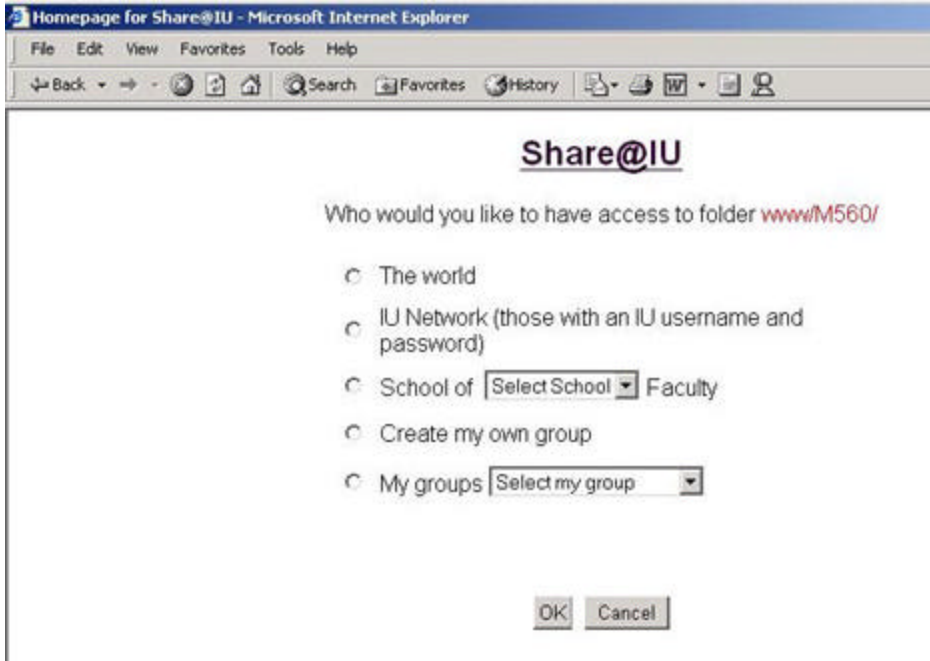 Homepage for Share@IU - Microsoft Internet Explorer
File Edit View Favorites Tools Help
Back Search Favorites History
Share@IU
Who would you like to have access to folder www/M560/
The world
IU Network (those with an IU username and
password)
School of Select School Faculty
Create my own group
My groups Select my group
OK Cancel